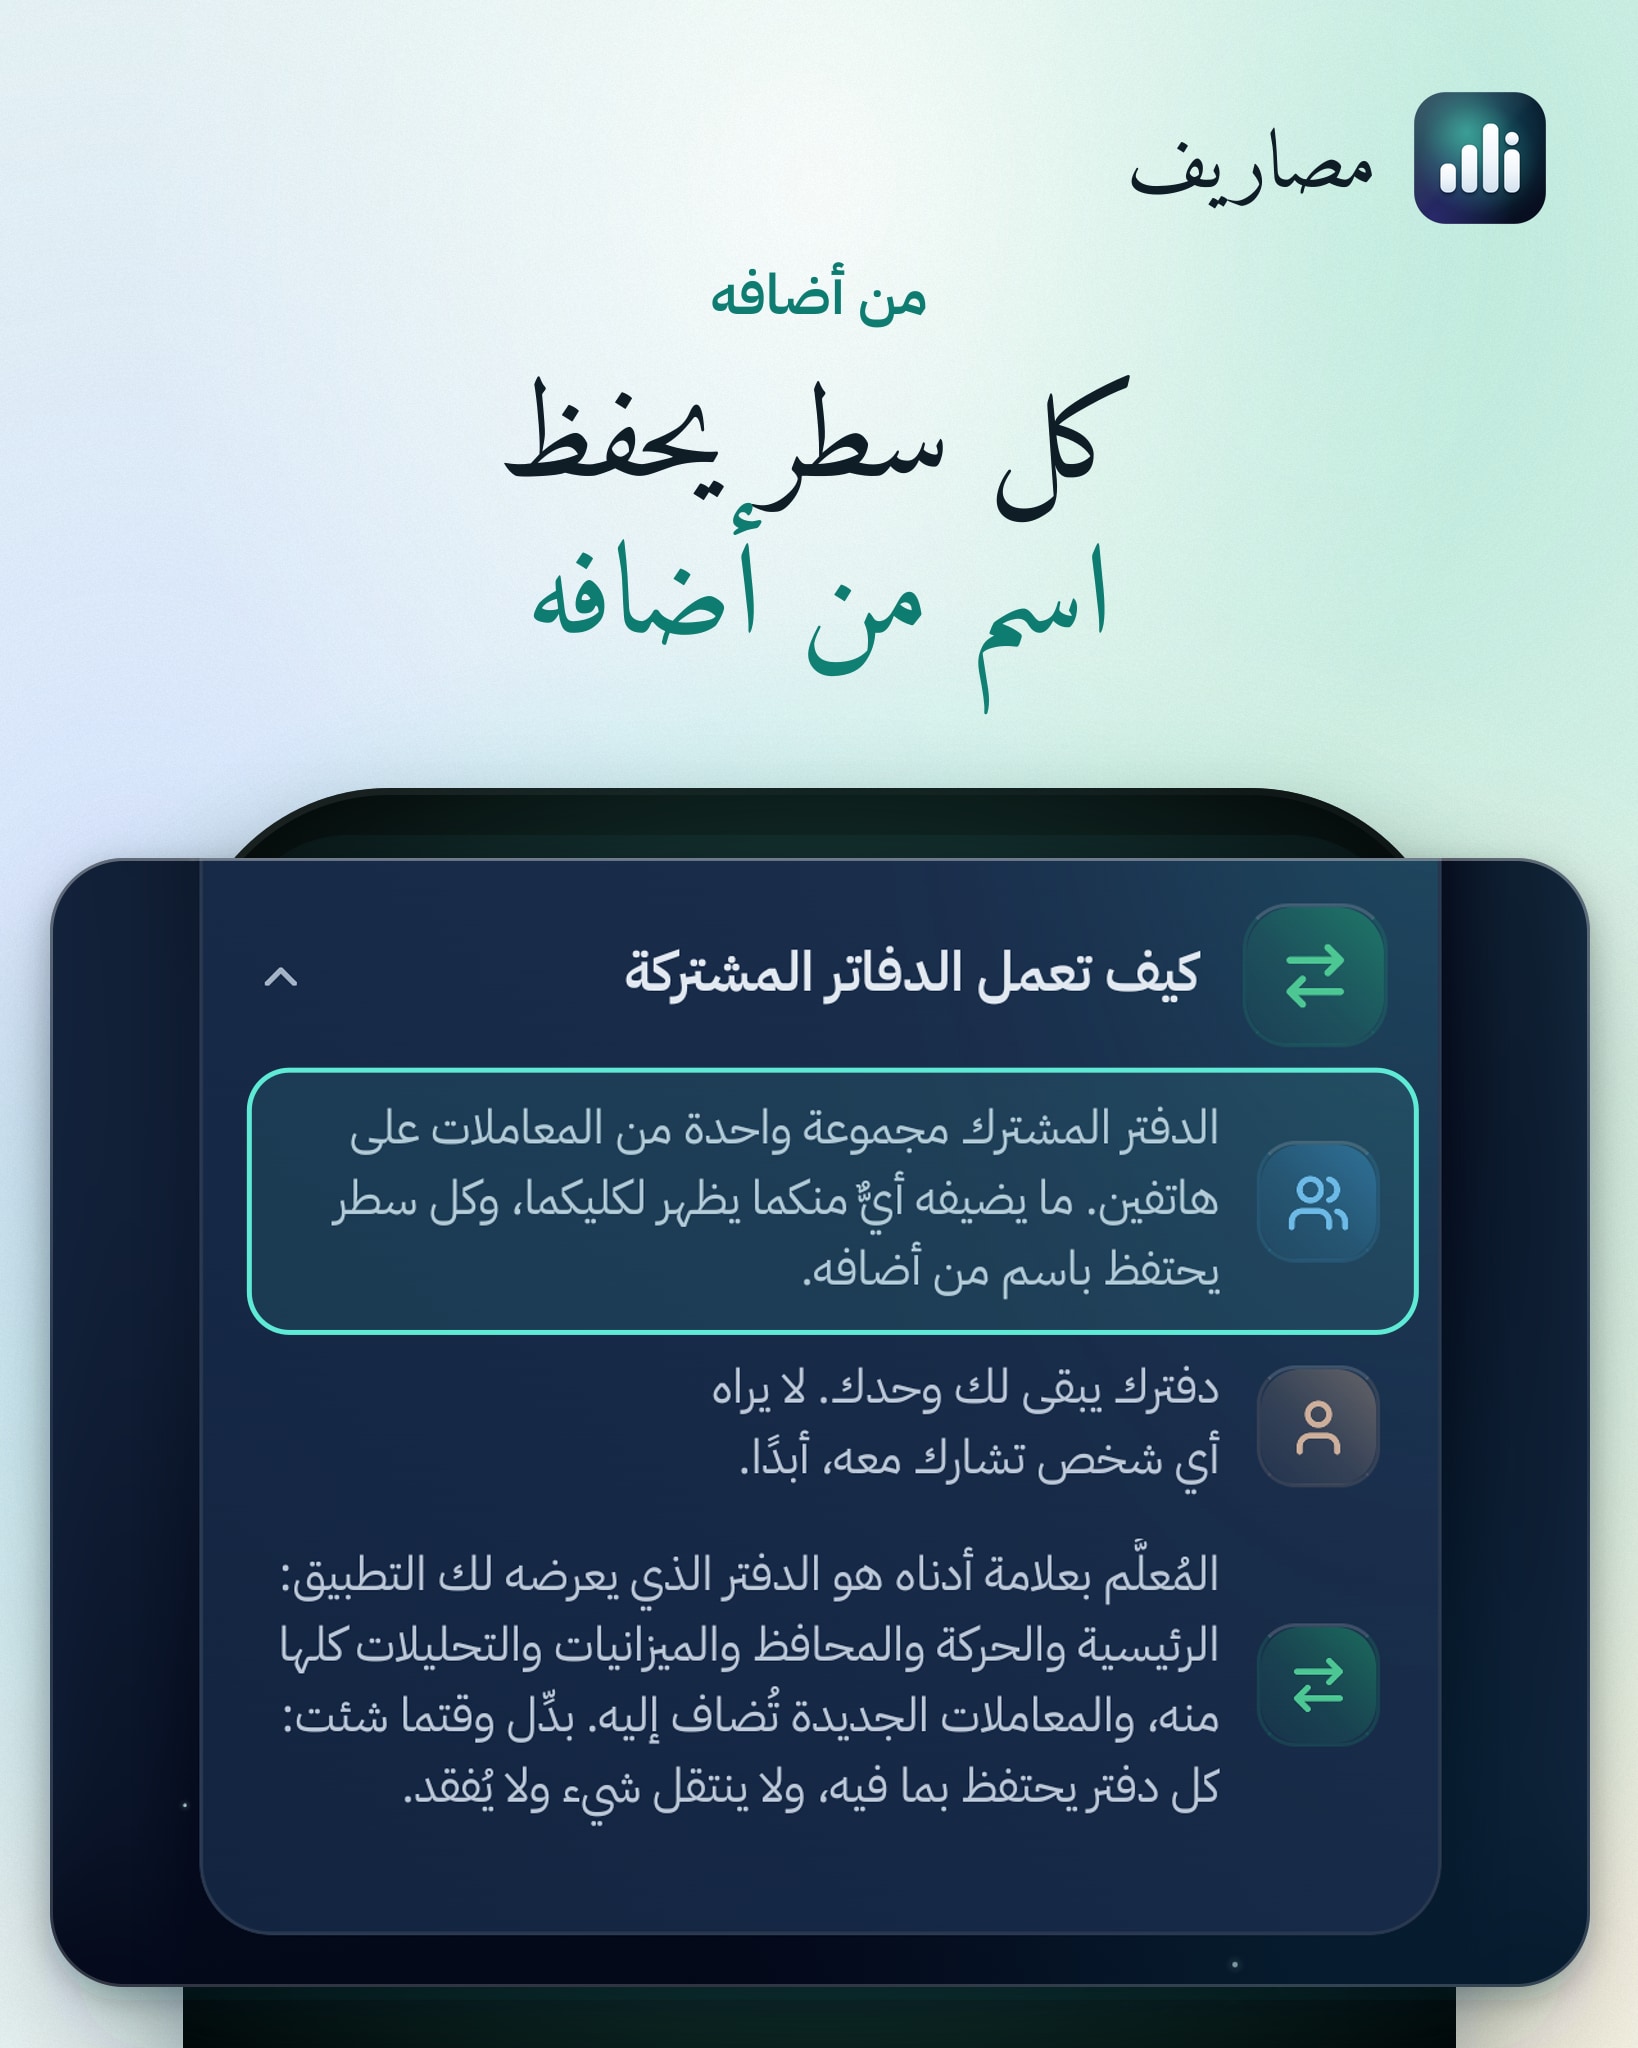 مصاريف
من أضافه
كل سطر يحفظ
اسم من أضافه
كيف تعمل الدفاتر المشتركة
الدفتر المشترك مجموعة واحدة من المعاملات على
هاتفين. ما يضيفه أيٌّ منكما يظهر لكليكما، وكل سطر
يحتفظ باسم من أضافه.
دفترك يبقى لك وحدك. لا يراه
أي شخص تشارك معه، أبدًا.
المُعلَّم بعلامة أدناه هو الدفتر الذي يعرضه لك التطبيق:
الرئيسية والحركة والمحافظ والميزانيات والتحليلات كلها
منه، والمعاملات الجديدة تُضاف إليه. بدِّل وقتما شئت:
كل دفتر يحتفظ بما فيه، ولا ينتقل شيء ولا يُفقد.